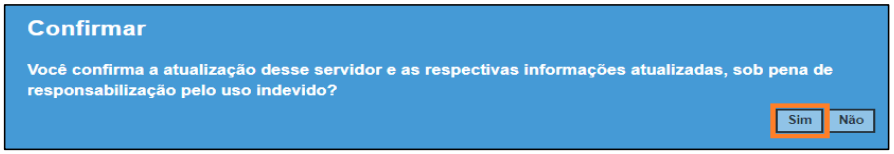 Confirmar
Você confirma a atualização desse servidor e as respectivas informações atualizadas, sob pena de
responsabilização pelo uso indevido?
Sim Não